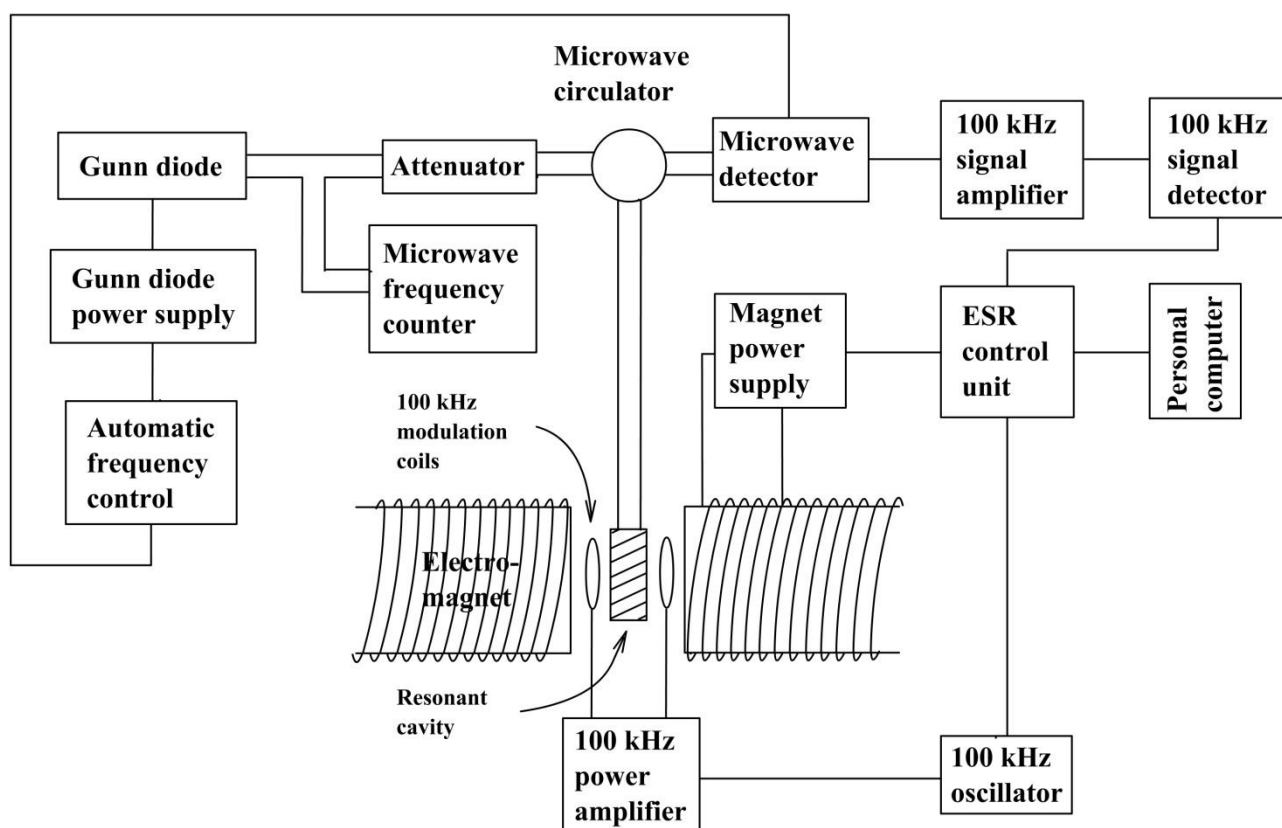 Microwave
circulator
Gunn diode
Attenuator
Microwave
detector
100 kHz
signal
amplifier
100 kHz
signal
detector
Gunn diode
power supply
Microwave
frequency
counter
Magnet
power
supply
ESR
control
unit
Personal
computer
Automatic
frequency
control
100 kHz
modulation
coils
Electro-
magnet
Resonant
cavity
100 kHz
power
amplifier
100 kHz
oscillator